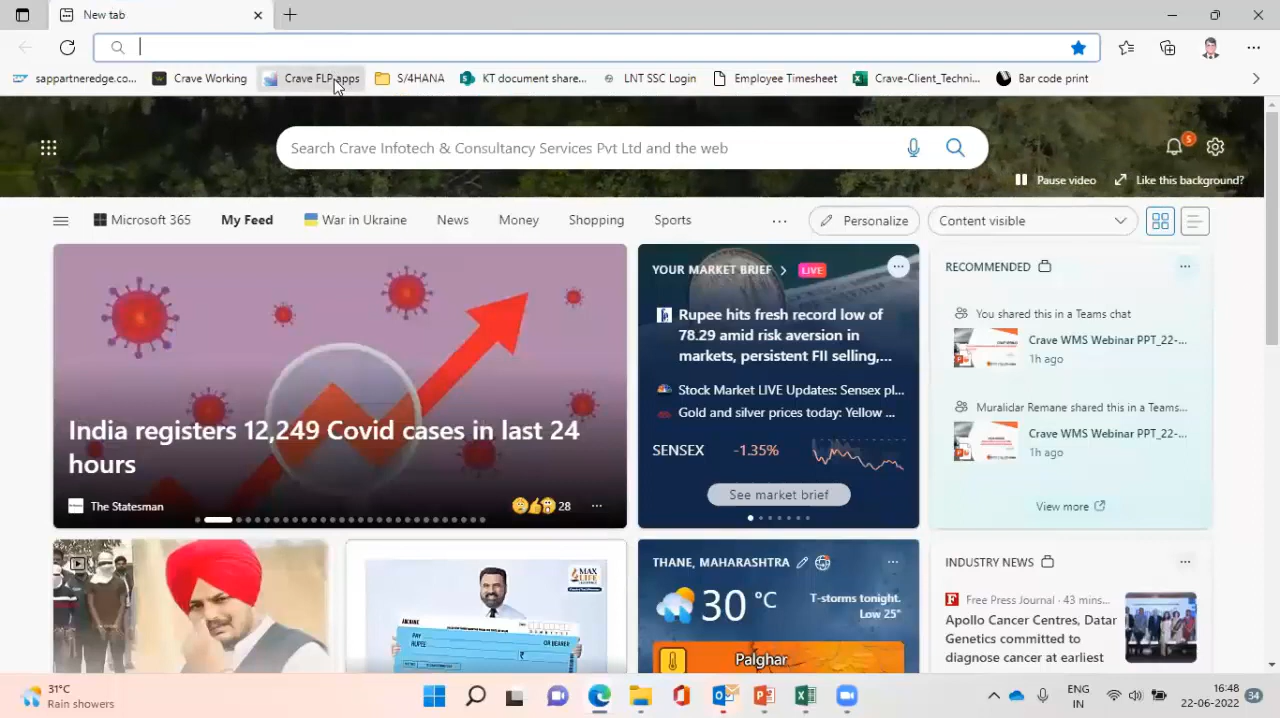 New tab
sappartneredge.co...
Crave Working
Crave FLP apps
S/4HANA
KT document share...
LNT SSC Login
Employee Timesheet
Crave-Client_Techni...
Bar code print
Search Crave Infotech & Consultancy Services Pvt Ltd and the web
5
Pause video
Like this background?
Microsoft 365
My Feed
War in Ukraine
News
Money
Shopping
Sports
Personalize
Content visible
India registers 12,249 Covid cases in last 24
hours
The Statesman
28
YOUR MARKET BRIEF
LIVE
Rupee hits fresh record low of
78.29 amid risk aversion in
markets, persistent FII selling,...
Stock Market LIVE Updates: Sensex pl...
Gold and silver prices today: Yellow ...
SENSEX
-1.35%
See market brief
RECOMMENDED
You shared this in a Teams chat
Crave WMS Webinar PPT_22-...
1h ago
Muralidar Remane shared this in a Teams...
Crave WMS Webinar PPT_22-...
1h ago
View more
MAX
LIFE
PAY
RUPEE
OR BEARER
THANE, MAHARASHTRA
30 °C
T-storms tonight.
Low 25°
Palghar
INDUSTRY NEWS
Free Press Journal · 43 mins...
Apollo Cancer Centres, Datar
Genetics committed to
diagnose cancer at earliest
31°C
Rain showers
ENG
IN
16:48
22-06-2022
34